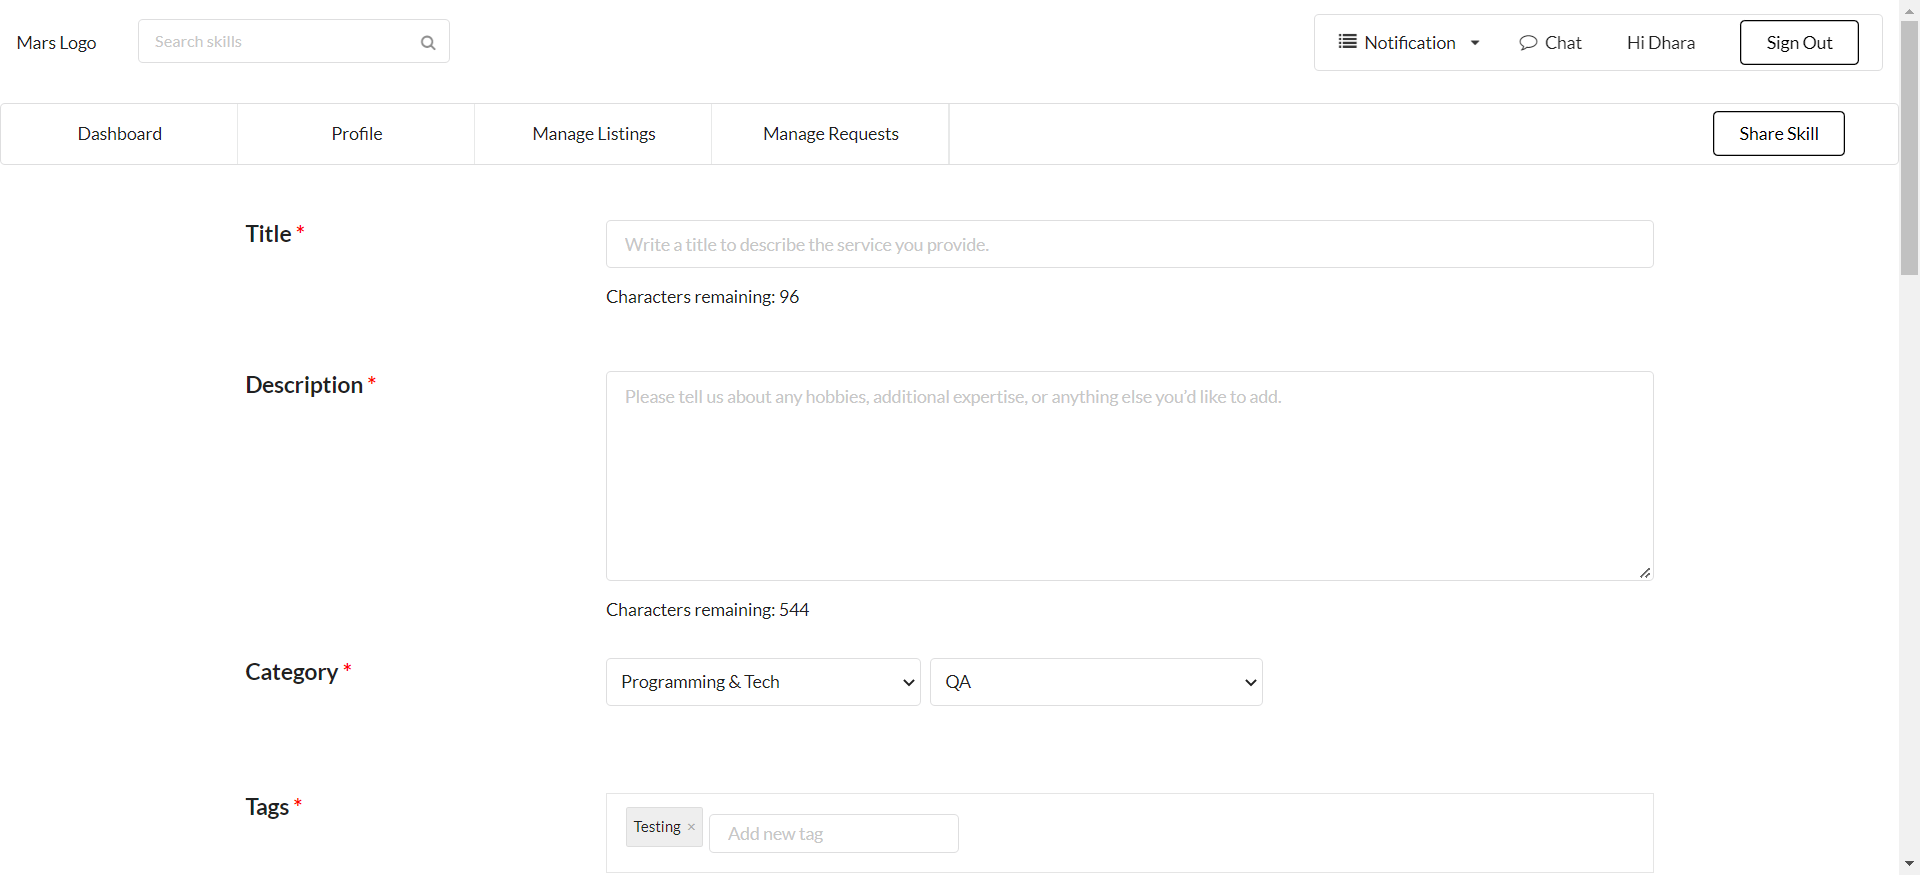 Mars Logo
Search skills
Notification
Chat
Hi Dhara
Sign Out
Dashboard
Profile
Manage Listings
Manage Requests
Share Skill
Title *
Write a title to describe the service you provide.
Characters remaining: 96
Description *
Please tell us about any hobbies, additional expertise, or anything else you'd like to add.
Characters remaining: 544
Category *
Programming & Tech
QA
Tags *
Testing ×
Add new tag